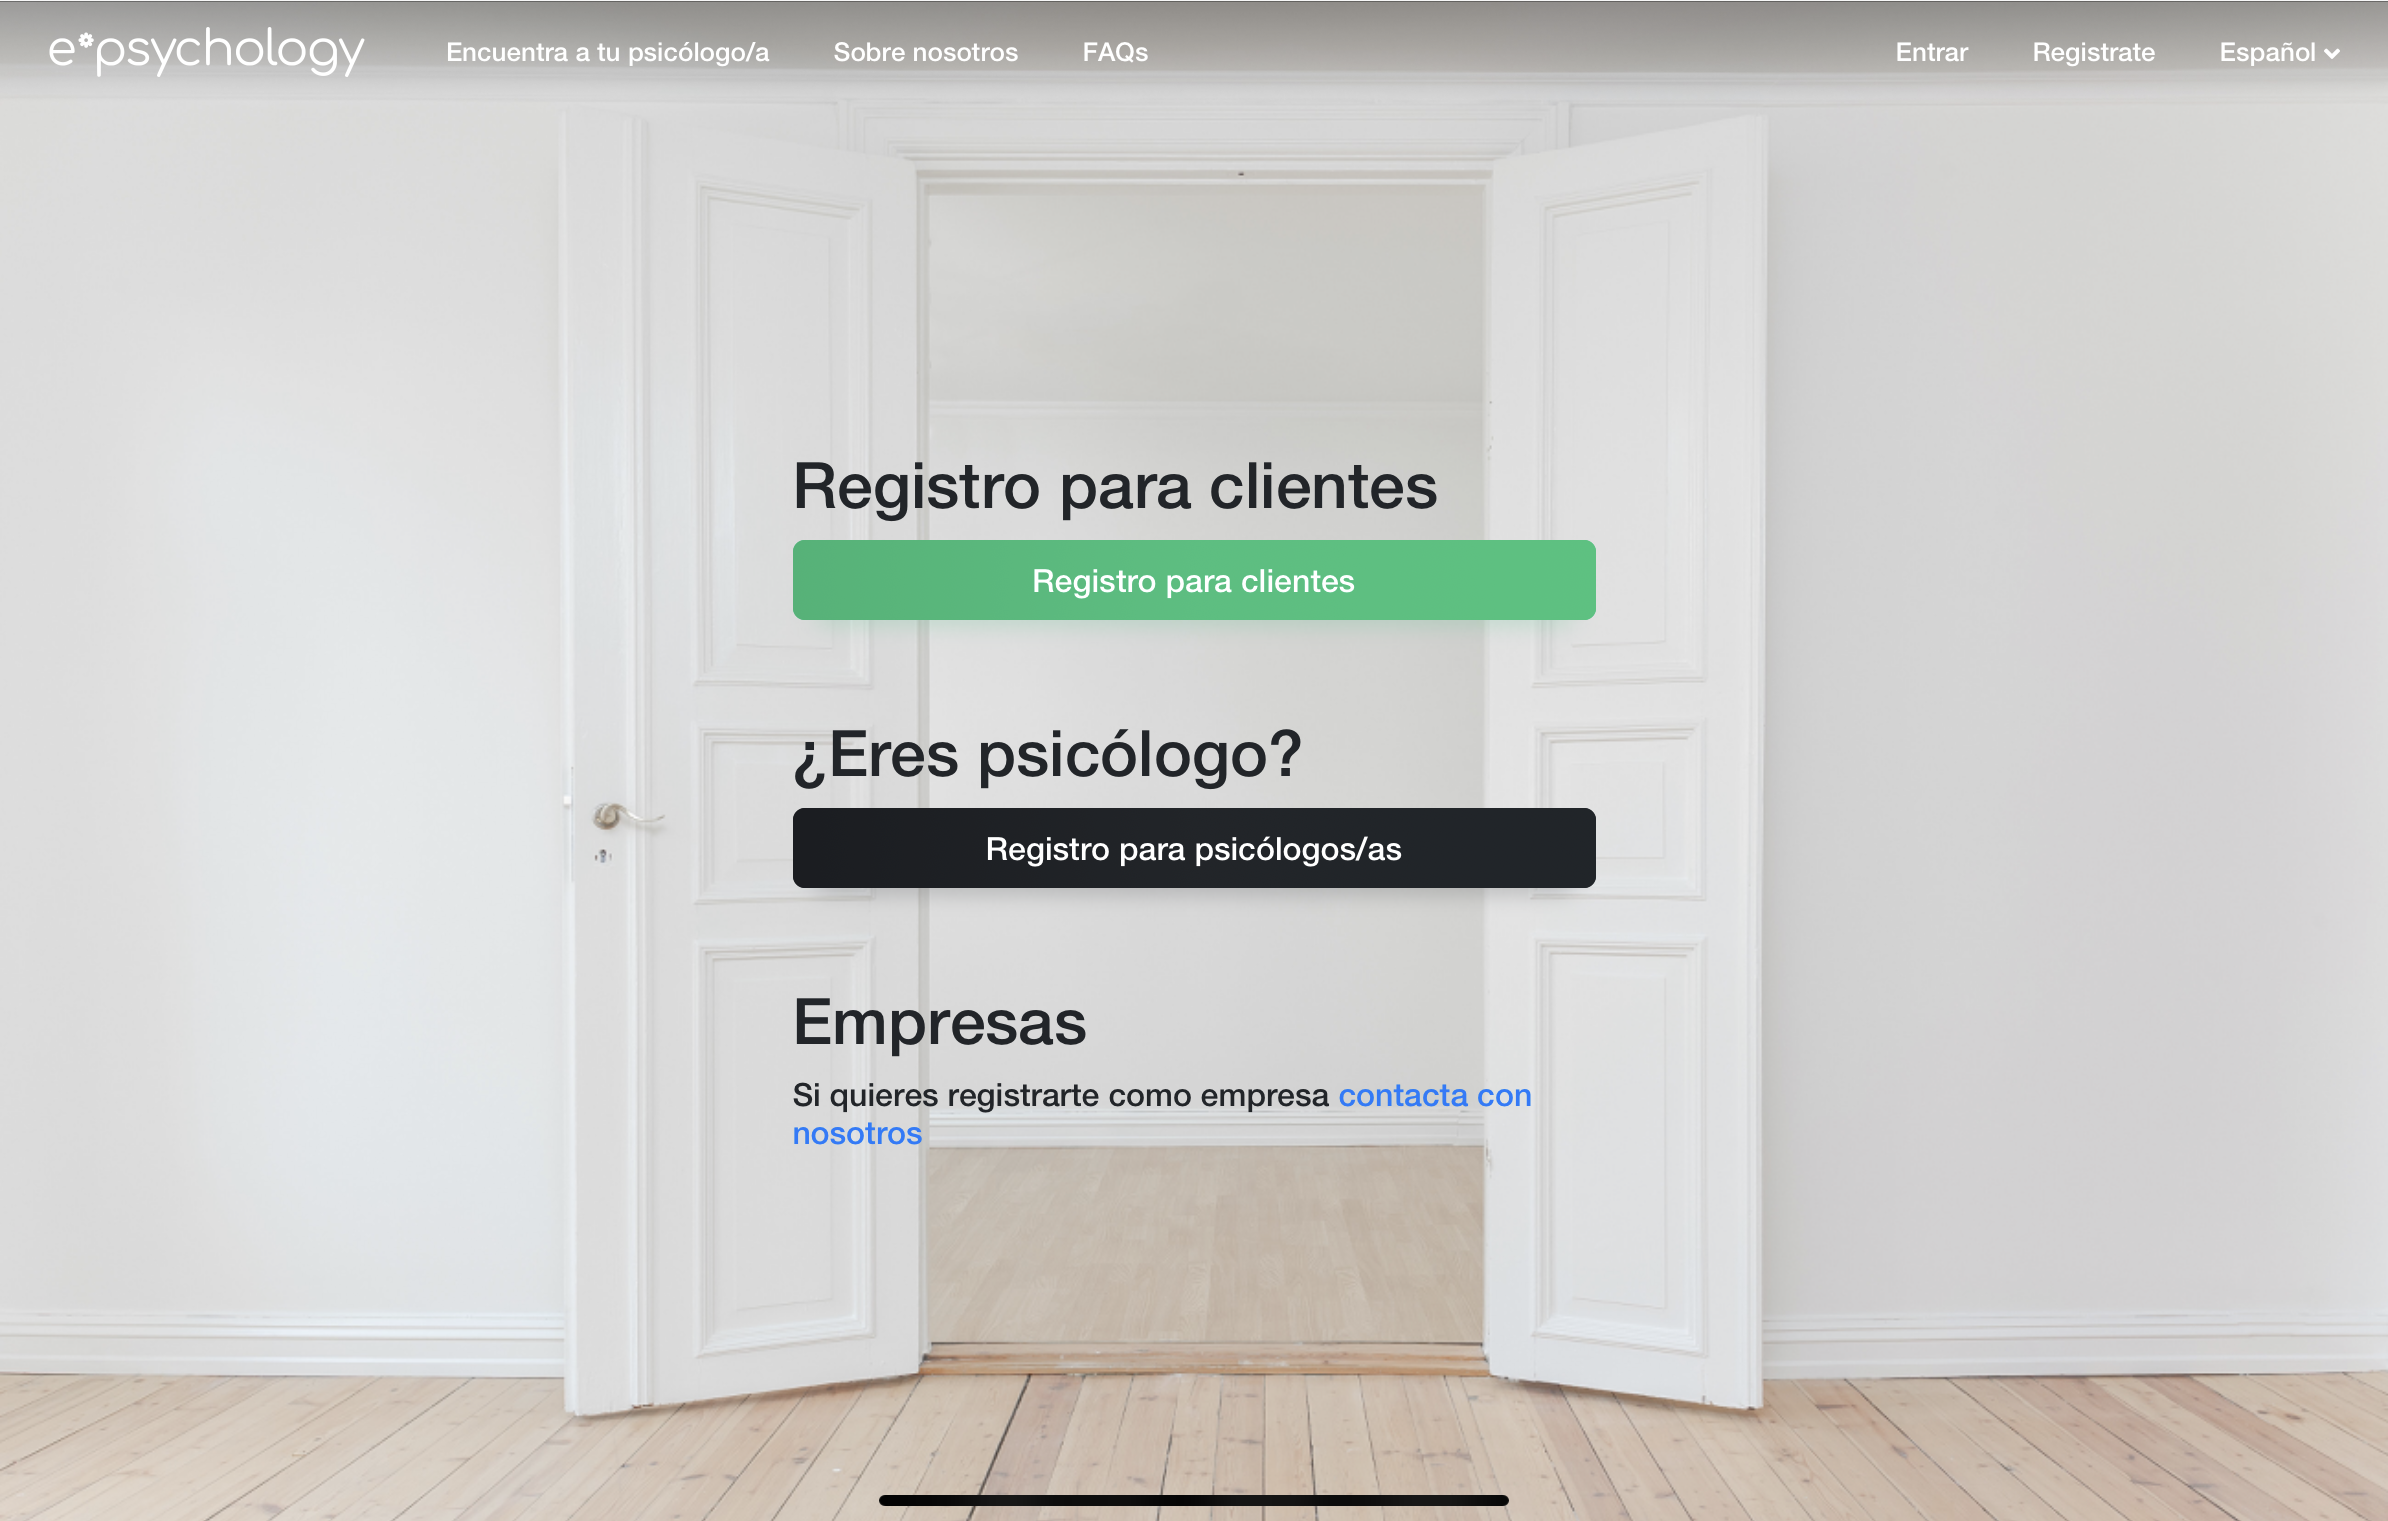 e*psychology
Encuentra a tu psicólogo/a
Sobre nosotros
FAQs
Entrar
Registrate
Español
Registro para clientes
Registro para clientes
¿Eres psicólogo?
Registro para psicólogos/as
Empresas
Si quieres registrarte como empresa contacta con
nosotros